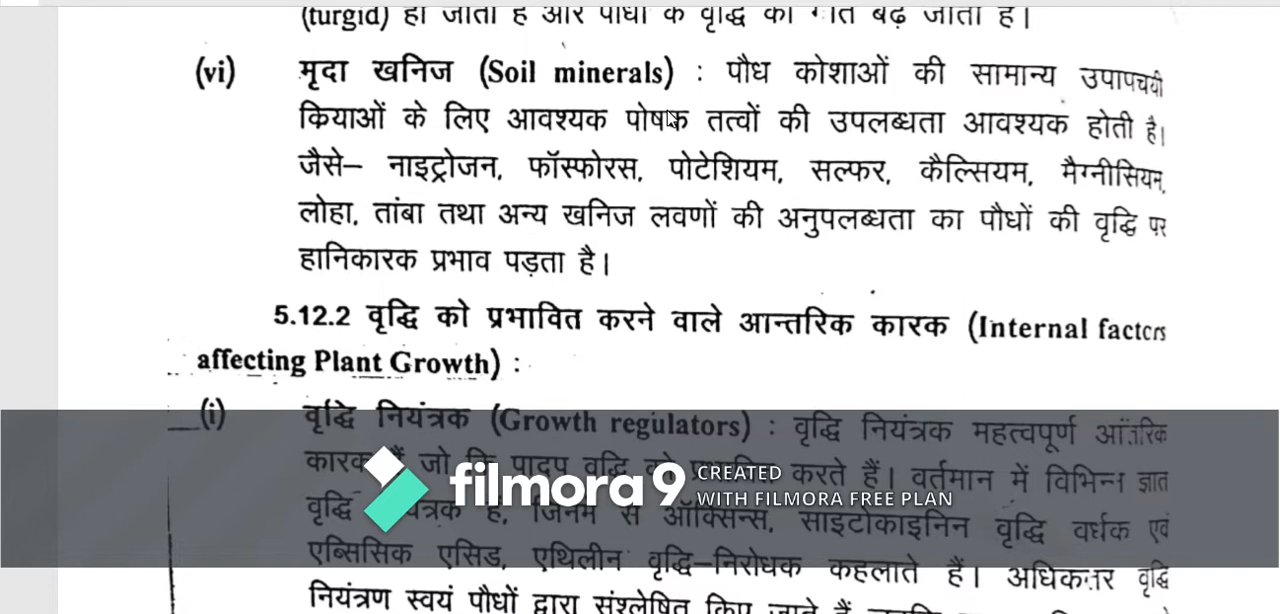 (turgid) हो जाती है और पौधों के वृद्धि की गति बढ़ जाती है।
(vi) मृदा खनिज (Soil minerals) : पौध कोशाओं की सामान्य उपापचयी
कियाओं के लिए आवश्यक पोषक तत्वों की उपलब्धता आवश्यक होती है।
जैसे– नाइट्रोजन, फॉस्फोरस, पोटेशियम, सल्फर, कैल्सियम, मैग्नीसियम,
लोहा, तांबा तथा अन्य खनिज लवणों की अनुपलब्धता का पौधों की वृद्धि पर
हानिकारक प्रभाव पड़ता है।
5.12.2 वृद्धि को प्रभावित करने वाले आन्तरिक कारक (Internal factors
affecting Plant Growth) :
(i) वृद्धि नियंत्रक (Growth regulators) : वृद्धि नियंत्रक महत्वपूर्ण आंतरिक
कारक हैं जो कि पादप वृद्धि को प्रभावित करते हैं। वर्तमान में विभिन्न ज्ञात
filmora9 CREATED
WITH FILMORA FREE PLAN
वृद्धि नियंत्रक है, जिनमें से ऑक्सिन्स, साइटोकाइनिन वृद्धि वर्धक एवं
एब्सिसिक एसिड, एथिलीन वृद्धि–निरोधक कहलाते हैं। अधिकतर वृद्धि
नियंत्रण स्वयं पौधों द्वारा संश्लेषित किए जाते हैं